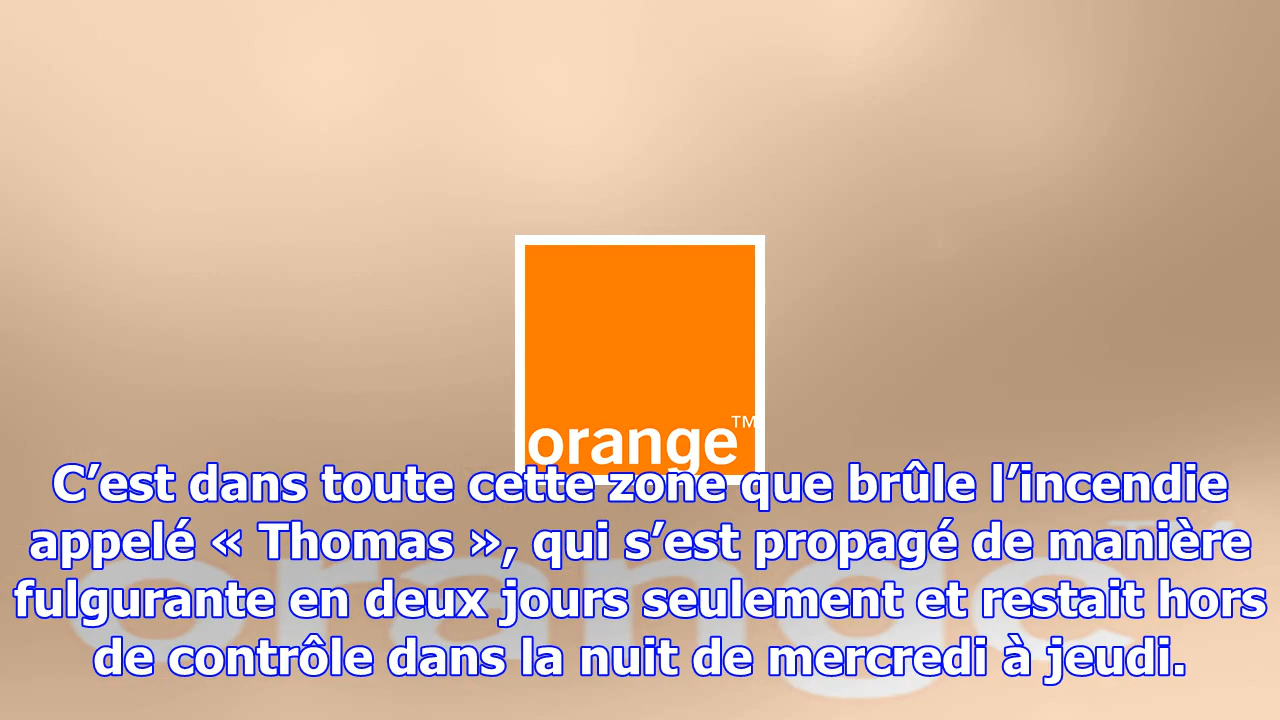 orange™
C’est dans toute cette zone que brûle l’incendie
appelé « Thomas », qui s’est propagé de manière
fulgurante en deux jours seulement et restait hors
de contrôle dans la nuit de mercredi à jeudi.
orange™